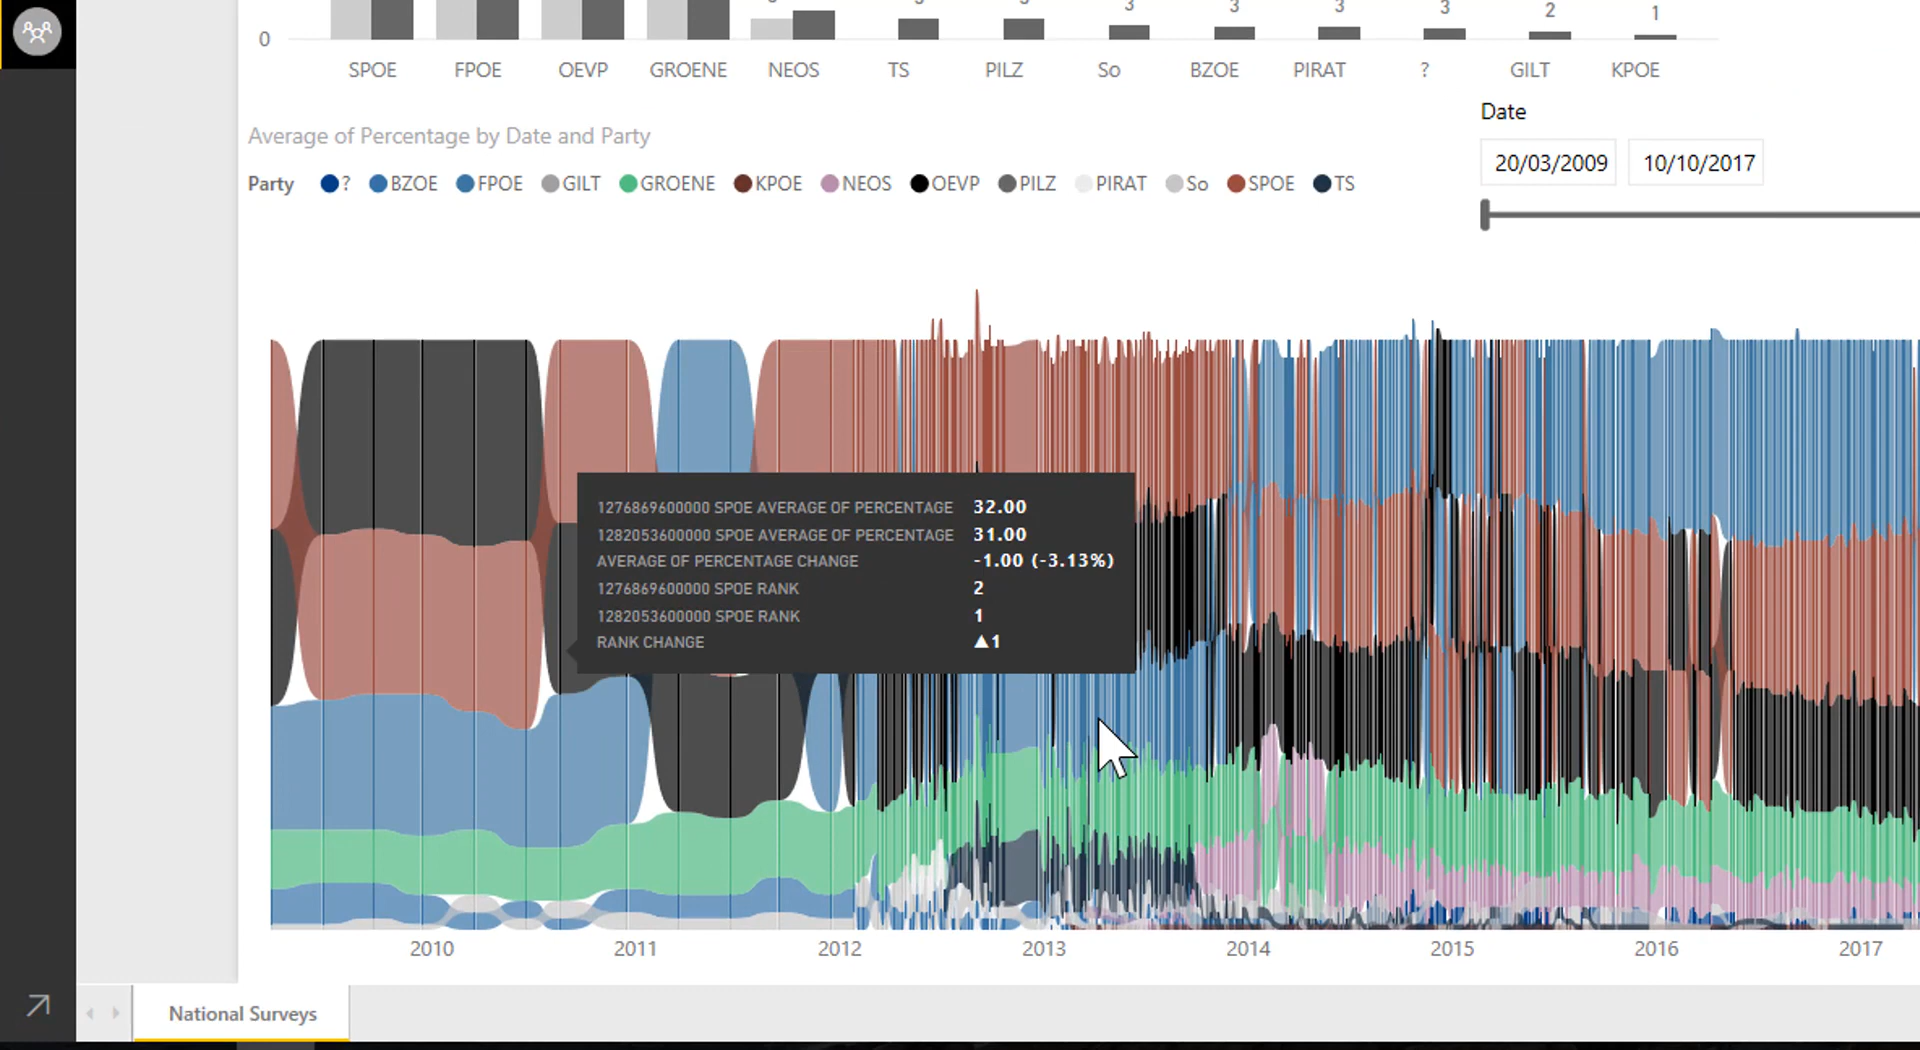 3 3 3 3 2 1
0
SPOE FPOE OEVP GROENE NEOS TS PILZ So BZOE PIRAT ? GILT KPOE
Date
Average of Percentage by Date and Party
20/03/2009 10/10/2017
Party ? BZOE FPOE GILT GROENE KPOE NEOS OEVP PILZ PIRAT So SPOE TS
1276869600000 SPOE AVERAGE OF PERCENTAGE 32.00
1282053600000 SPOE AVERAGE OF PERCENTAGE 31.00
AVERAGE OF PERCENTAGE CHANGE -1.00 (-3.13%)
1276869600000 SPOE RANK 2
1282053600000 SPOE RANK 1
RANK CHANGE ▲1
2010 2011 2012 2013 2014 2015 2016 2017
National Surveys